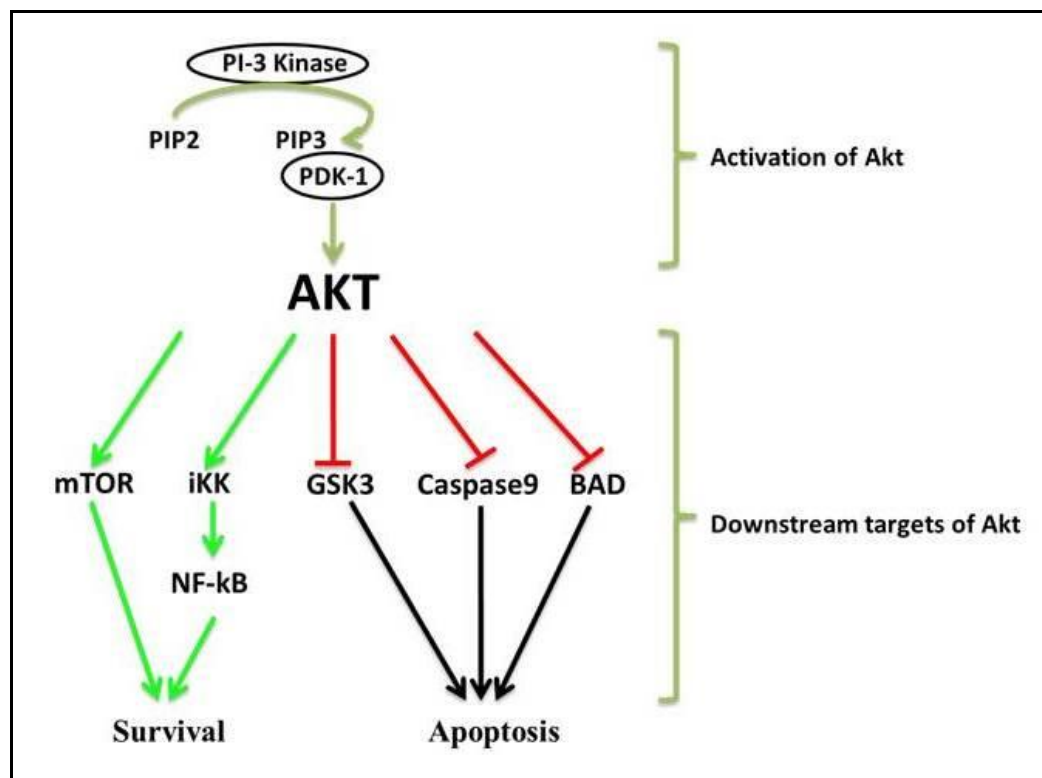 PI-3 Kinase
PIP2
PIP3
PDK-1
Activation of Akt
AKT
mTOR
iKK
GSK3
Caspase9
BAD
Downstream targets of Akt
NF-kB
Survival
Apoptosis